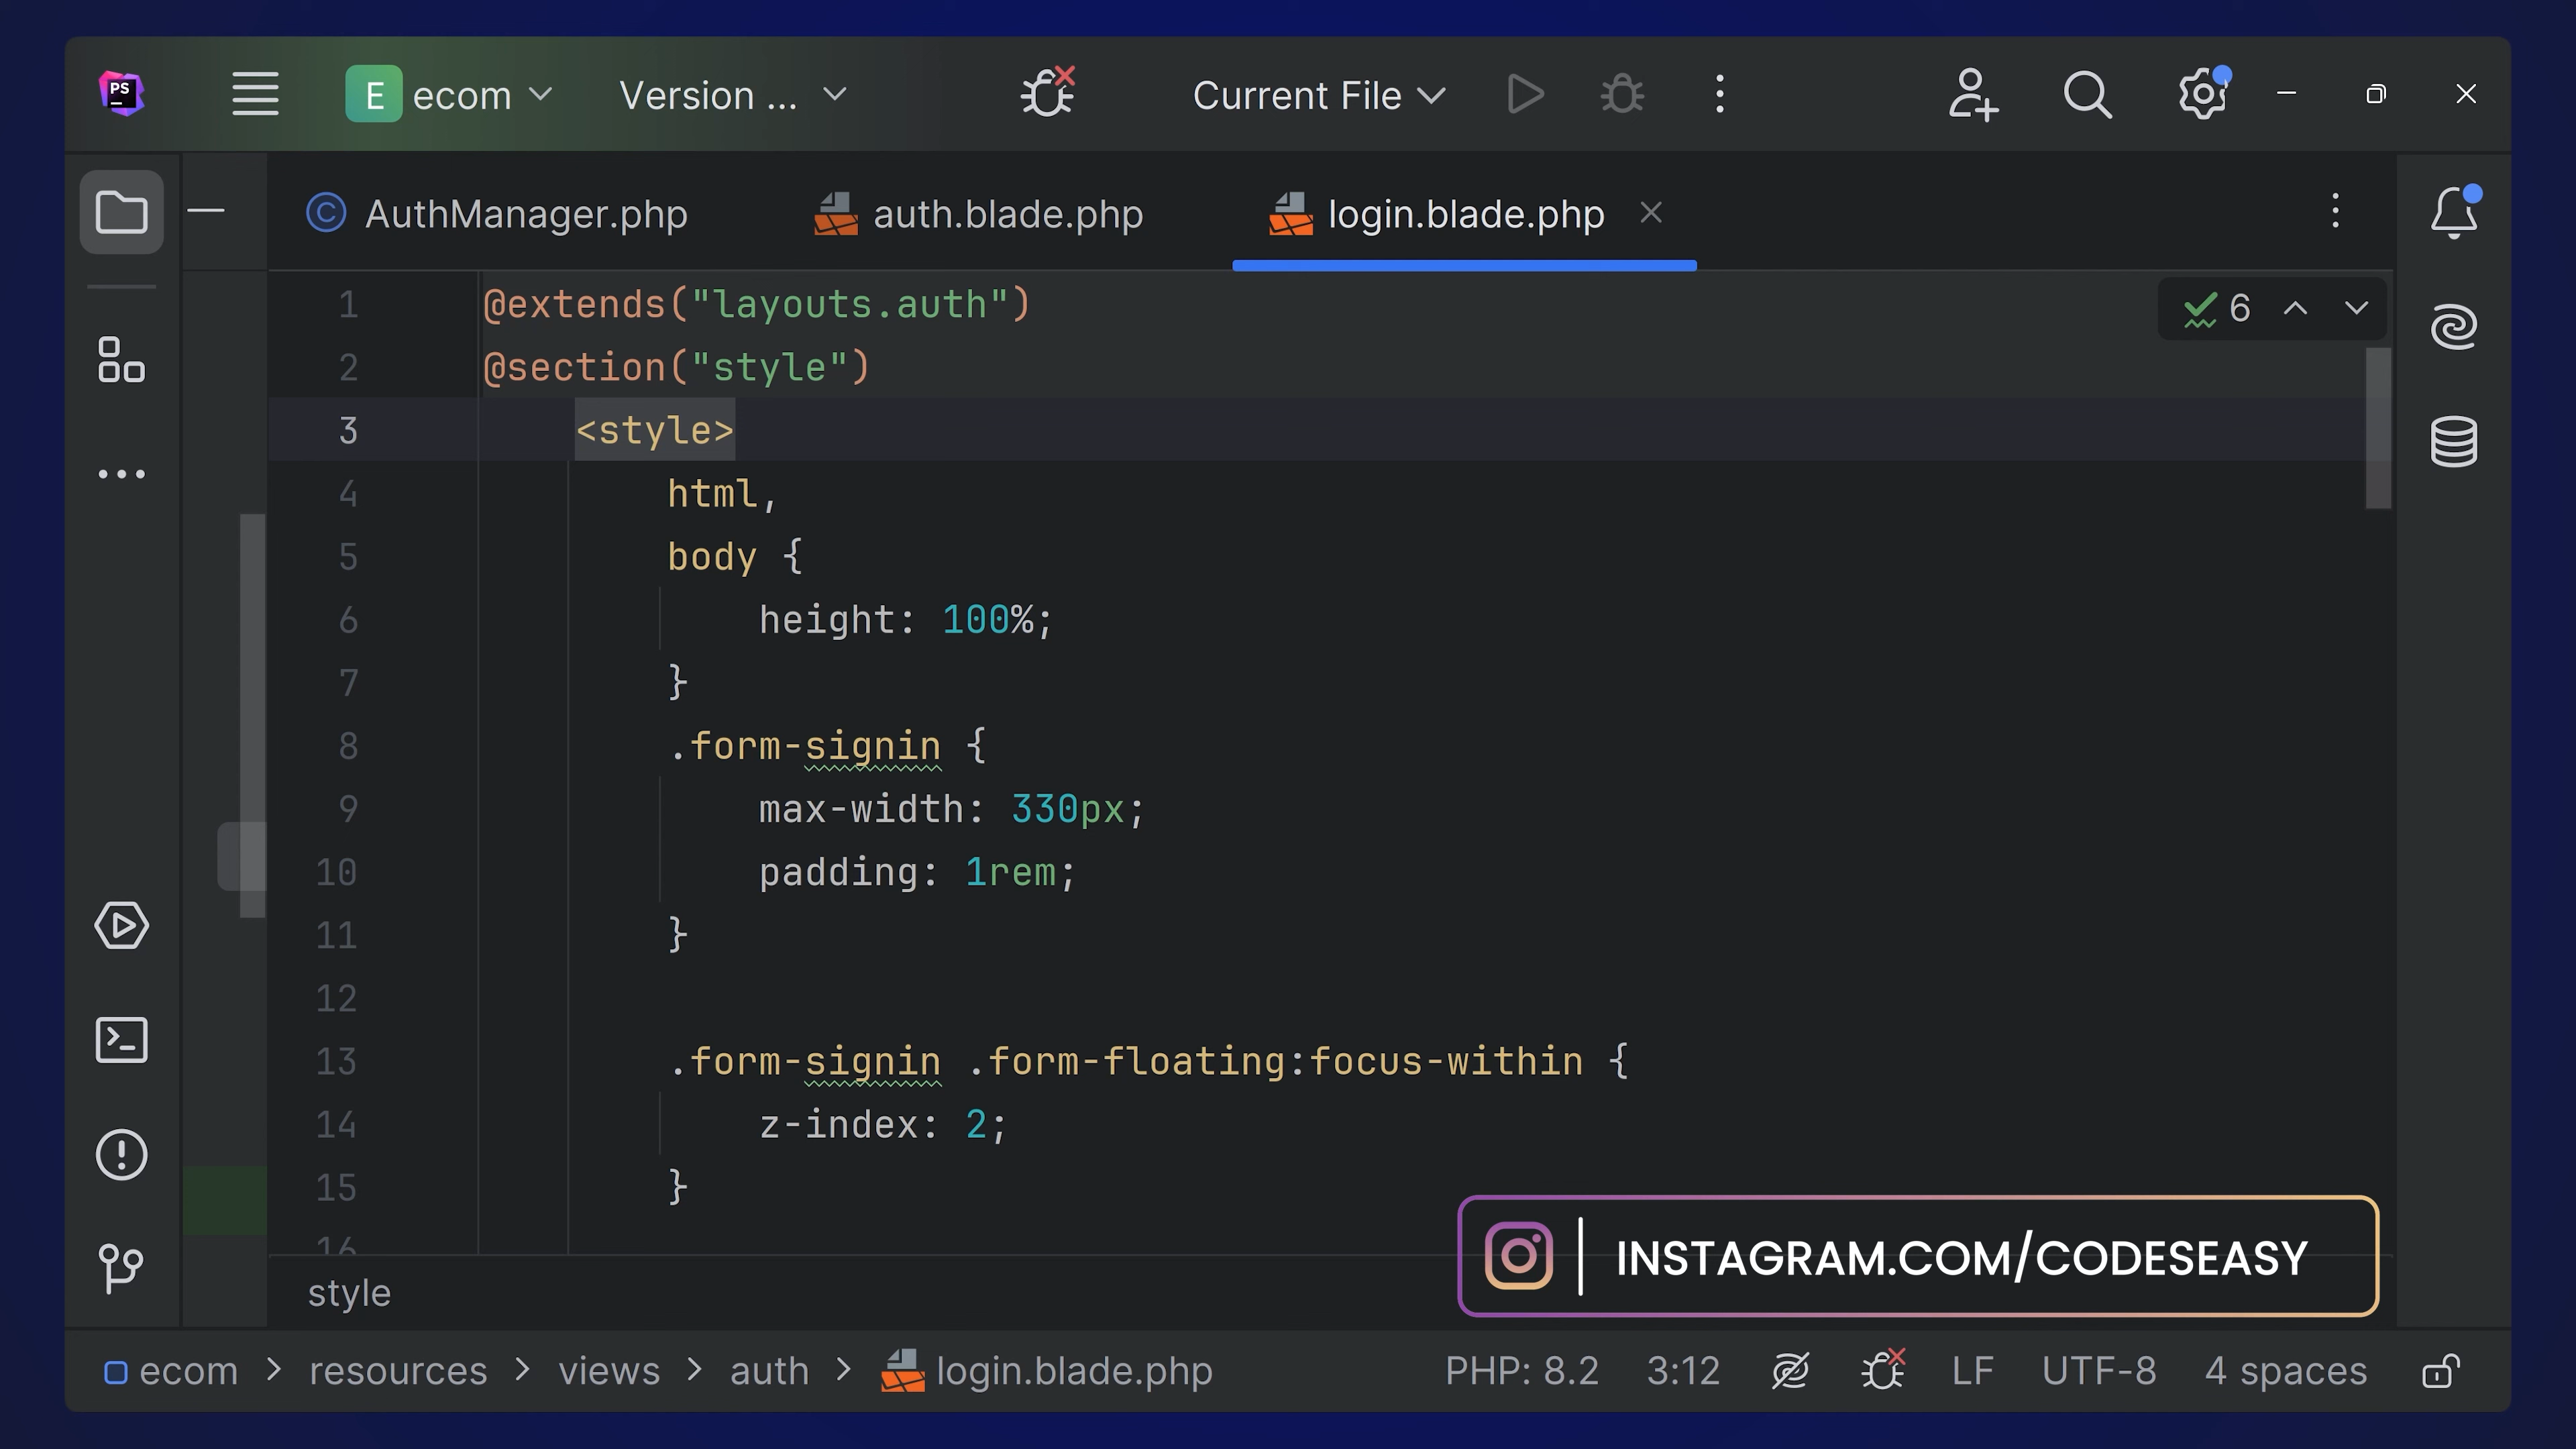 PS
E ecom Version ... Current File
AuthManager.php auth.blade.php login.blade.php
6
1 @extends("layouts.auth")
2 @section("style")
3 <style>
4 html,
5 body {
6 height: 100%;
7 }
8 .form-signin {
9 max-width: 330px;
10 padding: 1rem;
11 }
12
13 .form-signin .form-floating:focus-within {
14 z-index: 2;
15 }
16
INSTAGRAM.COM/CODESEASY
style
ecom > resources > views > auth > login.blade.php PHP: 8.2 3:12 LF UTF-8 4 spaces